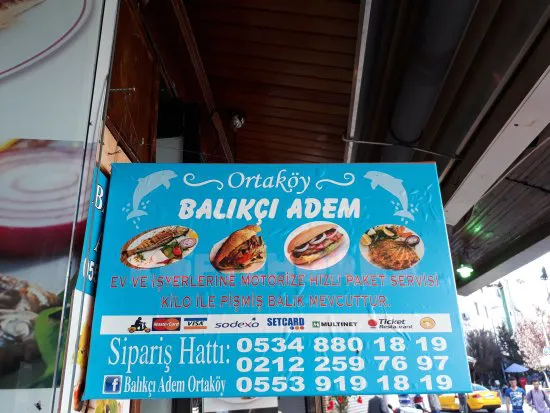 Ortaköy
BALIKÇI ADEM
EV VE İŞYERLERİNE MOTORİZE HIZLI PAKET SERVİSİ
KİLO İLE PİŞMİŞ BALIK MEVCUTTUR.
MasterCard VISA sodexo SETCARD MULTINET Ticket Restaurant
Sipariş Hattı: 0534 880 18 19
0212 259 76 97
f Balıkçı Adem Ortaköy 0553 919 18 19